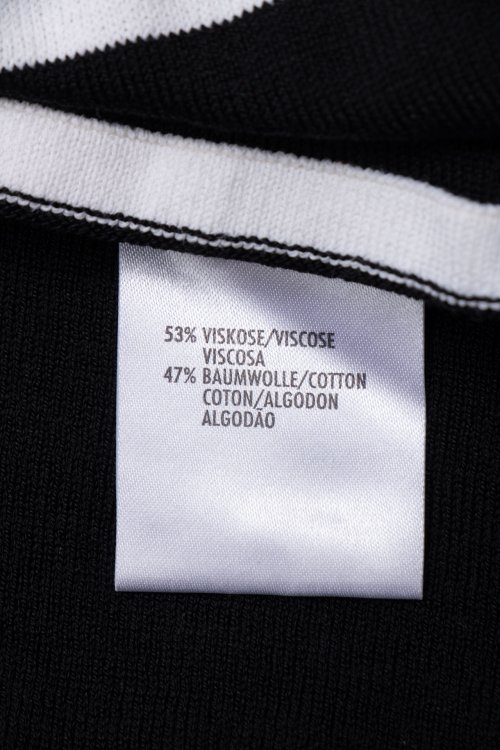 53% VISKOSE/VISCOSE
VISCOSA
47% BAUMWOLLE/COTTON
COTON/ALGODON
ALGODÃO